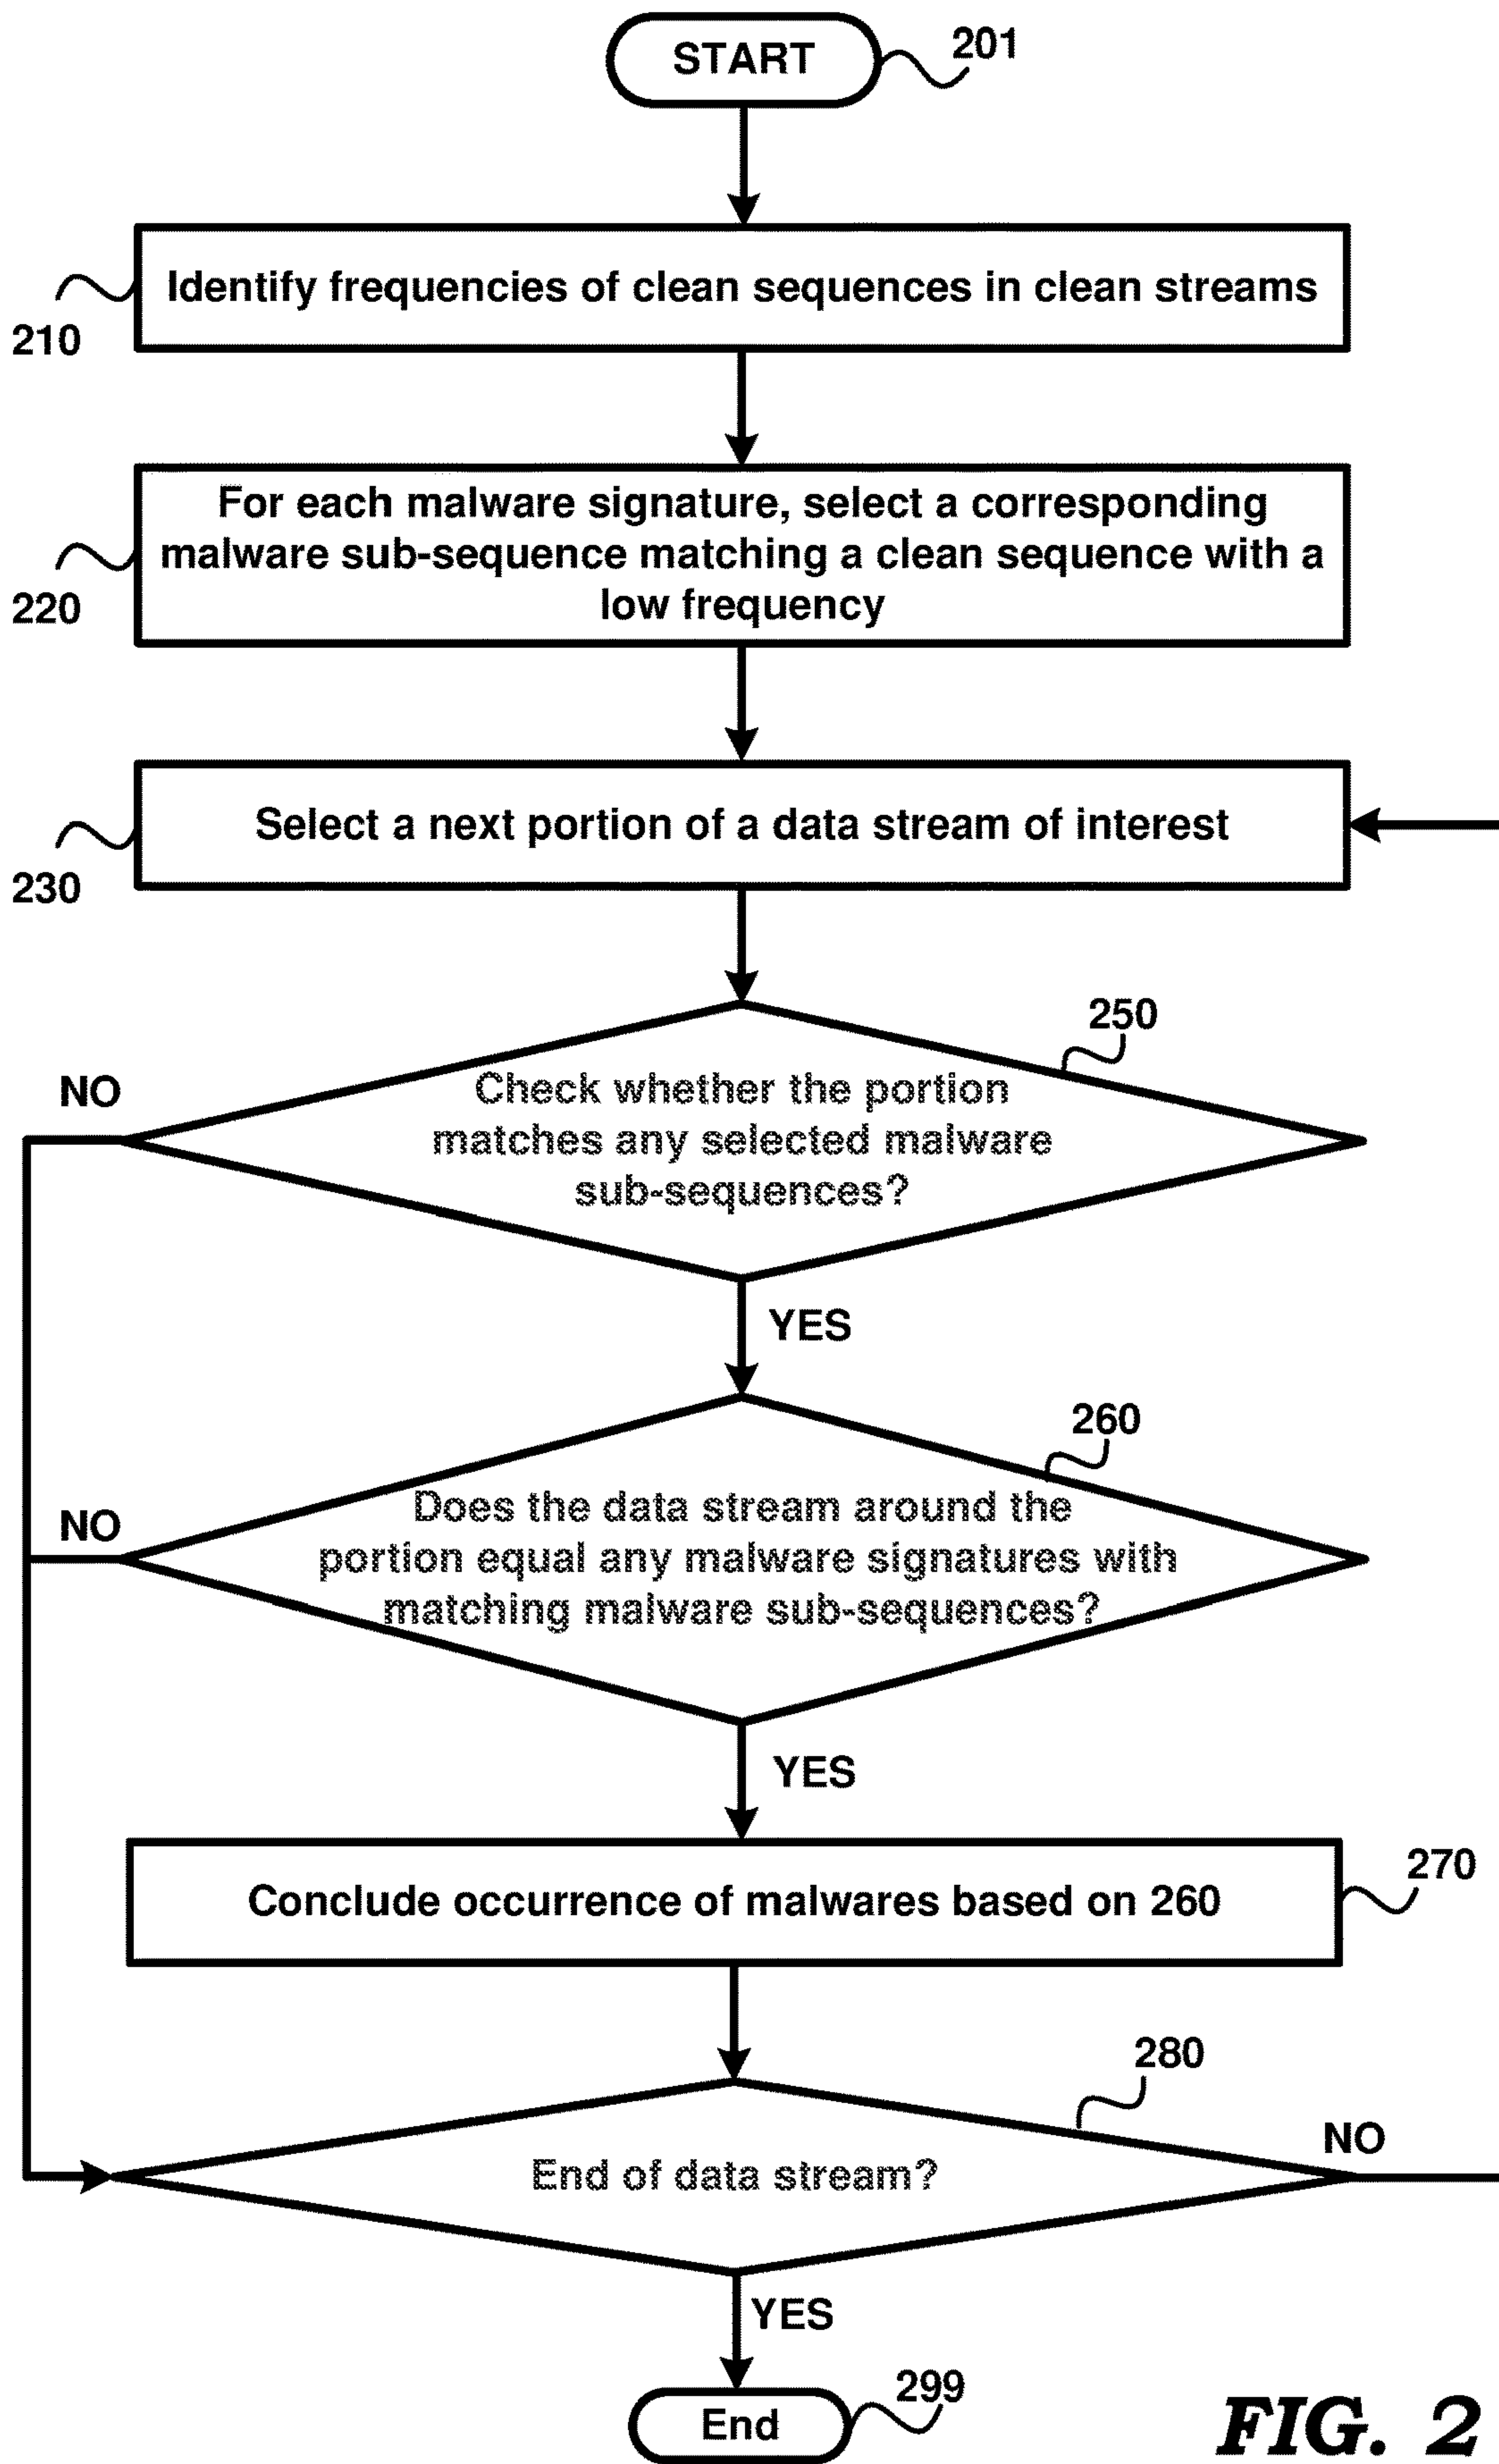 START
201
Identify frequencies of clean sequences in clean streams
210
For each malware signature, select a corresponding
malware sub-sequence matching a clean sequence with a
low frequency
220
Select a next portion of a data stream of interest
230
250
NO
Check whether the portion
matches any selected malware
sub-sequences?
YES
260
NO
Does the data stream around the
portion equal any malware signatures with
matching malware sub-sequences?
YES
270
Conclude occurrence of malwares based on 260
280
NO
End of data stream?
YES
299
End
FIG. 2